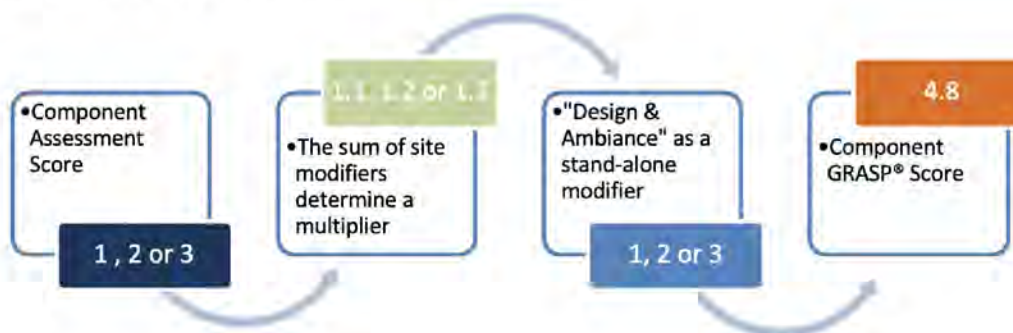 •Component
Assessment
Score
1 , 2 or 3
1.1, 1.2 or 1.3
•The sum of site
modifiers
determine a
multiplier
•"Design &
Ambiance" as a
stand-alone
modifier
1, 2 or 3
4.8
•Component
GRASP® Score